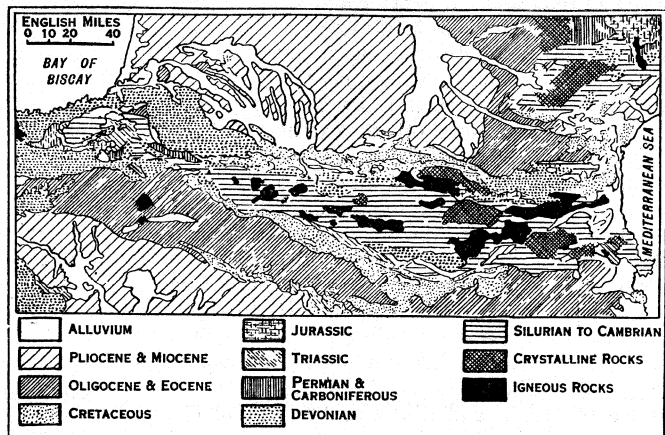 ENGLISH MILES
0 10 20 40
BAY OF
BISCAY
MEDITERRANEAN SEA
ALLUVIUM
PLIOCENE & MIOCENE
OLIGOCENE & EOCENE
CRETACEOUS
JURASSIC
TRIASSIC
PERMIAN &
CARBONIFEROUS
DEVONIAN
SILURIAN TO CAMBRIAN
CRYSTALLINE ROCKS
IGNEOUS ROCKS